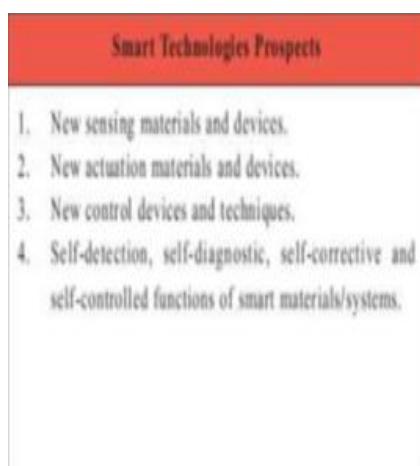 Smart Technologies Prospects
1. New sensing materials and devices.
2. New actuation materials and devices.
3. New control devices and techniques.
4. Self-detection, self-diagnostic, self-corrective and
self-controlled functions of smart materials/systems.